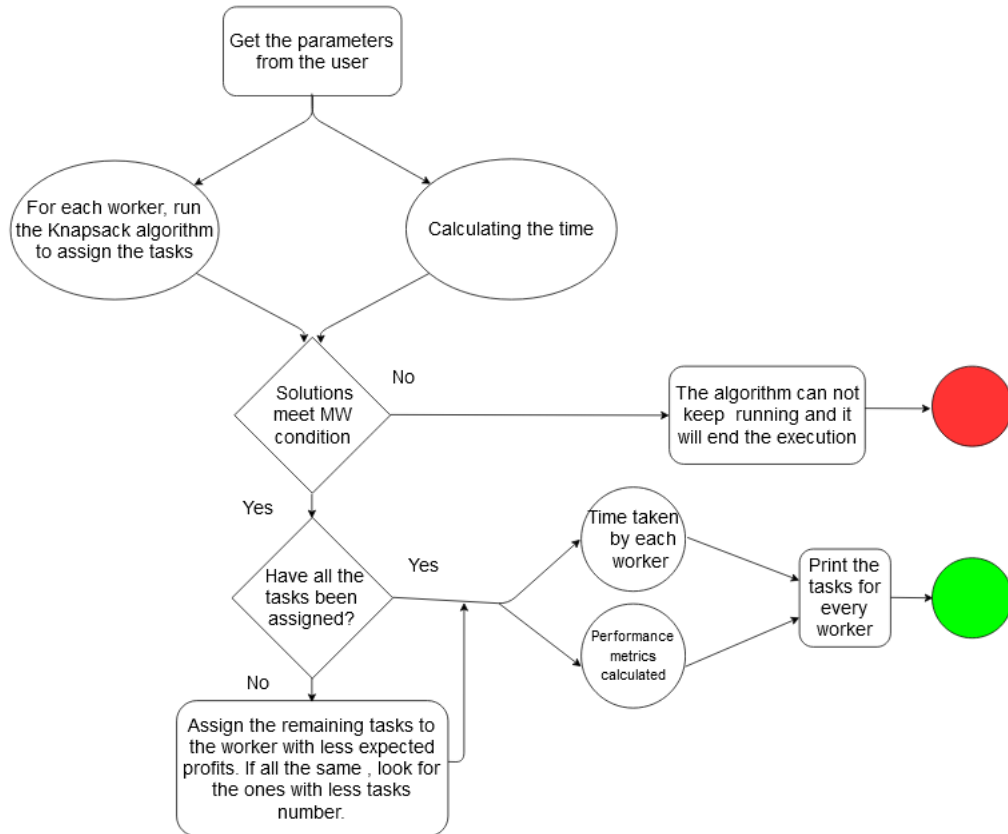 Get the parameters
from the user
For each worker, run
the Knapsack algorithm
to assign the tasks
Calculating the time
Solutions
meet MW
condition
No
The algorithm can not
keep running and it
will end the execution
Yes
Have all the
tasks been
assigned?
Yes
Time taken
by each
worker
Performance
metrics
calculated
Print the
tasks for
every
worker
No
Assign the remaining tasks to
the worker with less expected
profits. If all the same , look for
the ones with less tasks
number.